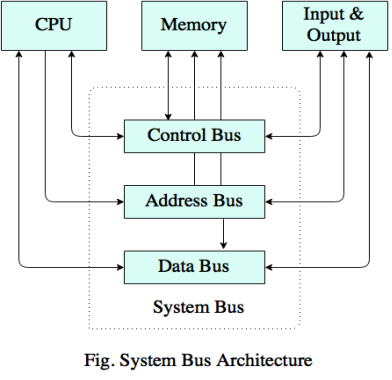 CPU
Memory
Input &
Output
Control Bus
Address Bus
Data Bus
System Bus
Fig. System Bus Architecture